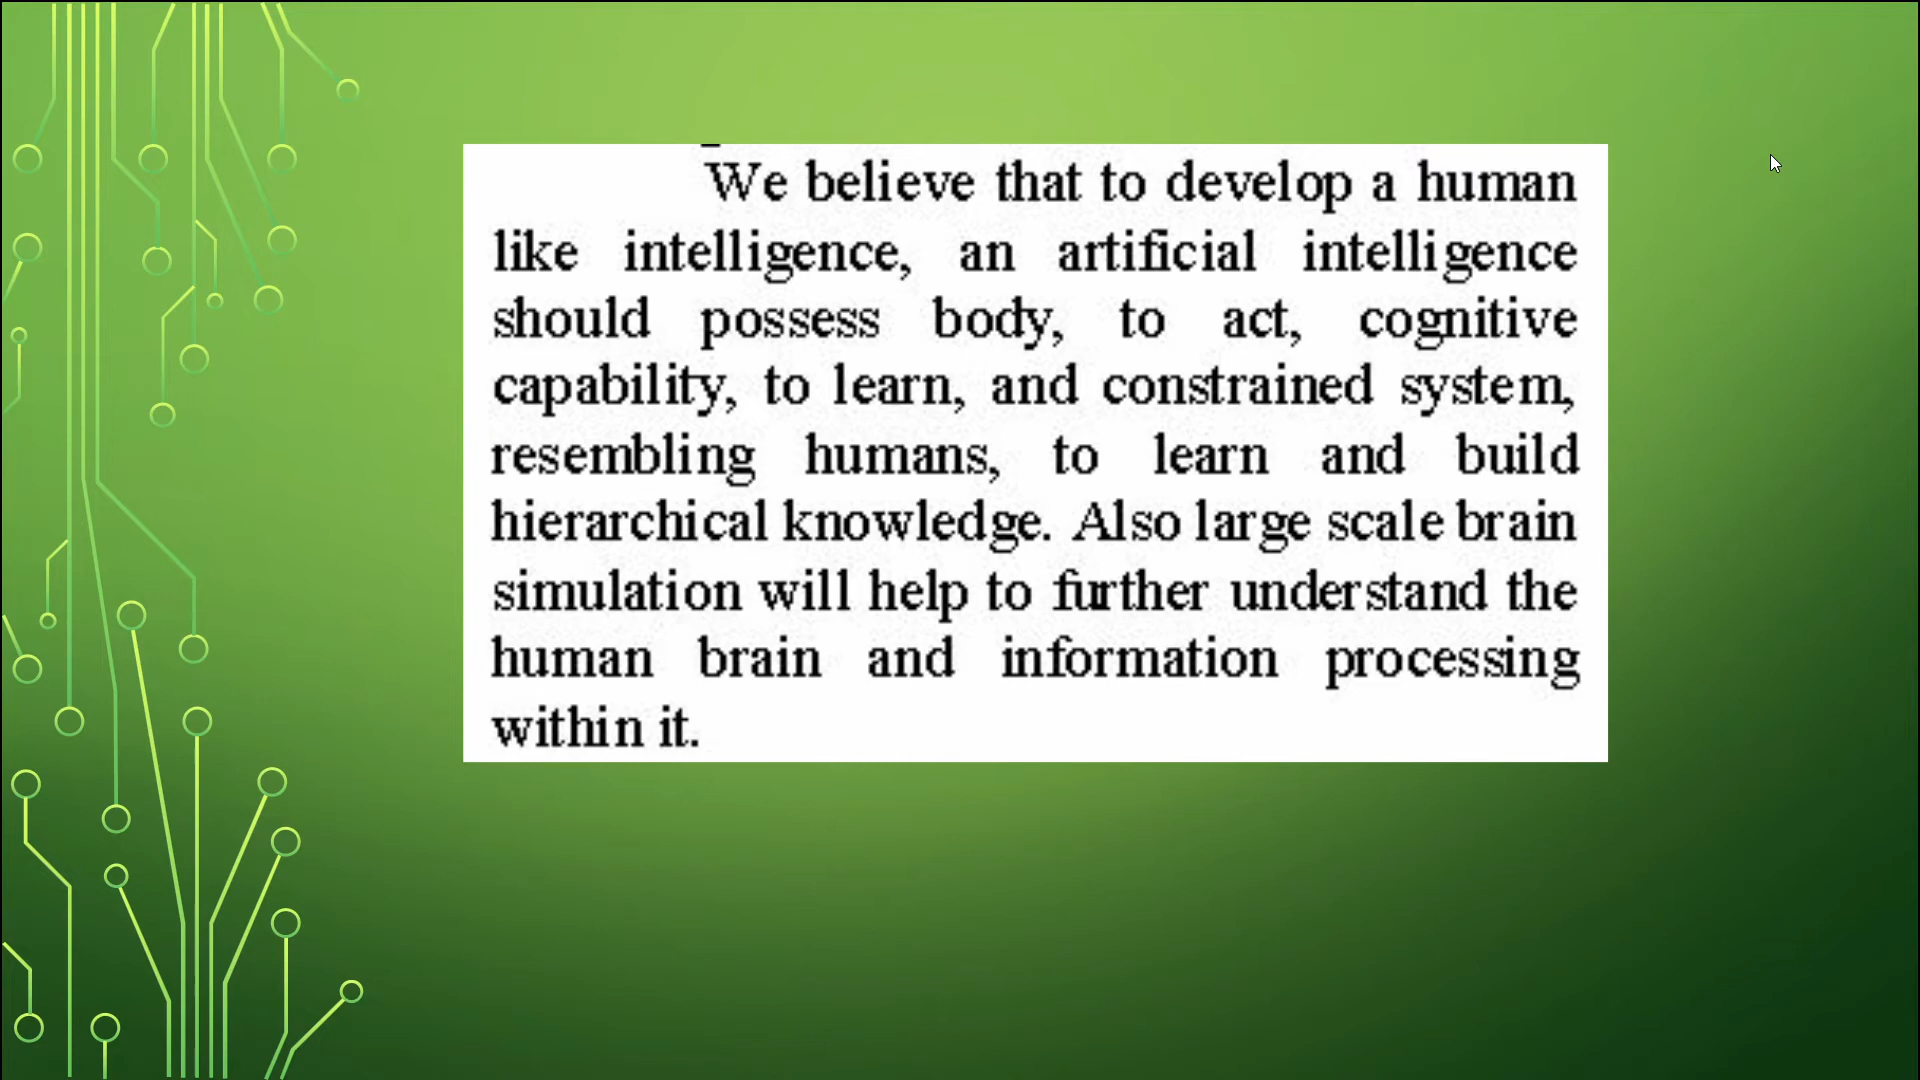 We believe that to develop a human
like intelligence, an artificial intelligence
should possess body, to act, cognitive
capability, to learn, and constrained system,
resembling humans, to learn and build
hierarchical knowledge. Also large scale brain
simulation will help to further understand the
human brain and information processing
within it.